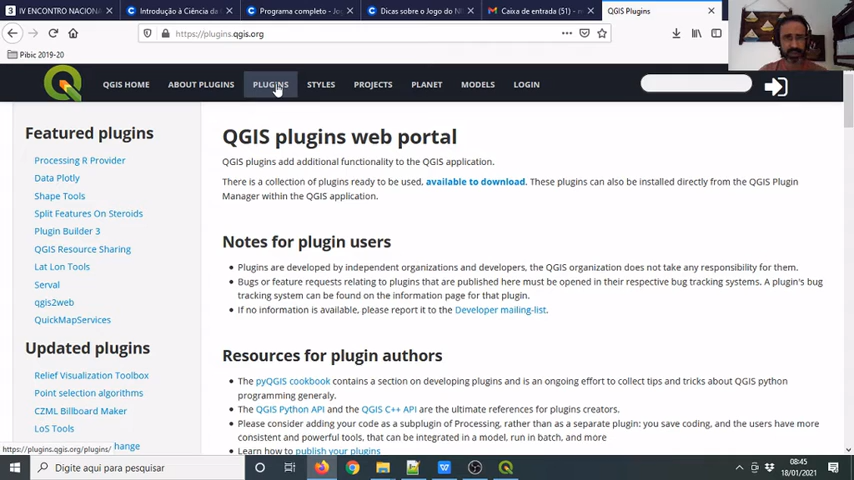 IV ENCONTRO NACIONA
Introdução à Ciência da
Programa completo - Jo
Dicas sobre o Jogo do N
Caixa de entrada (51) - r
QGIS Plugins
https://plugins.qgis.org
Pibic 2019-20
QGIS HOME
ABOUT PLUGINS
PLUGINS
STYLES
PROJECTS
PLANET
MODELS
LOGIN
Featured plugins
Processing R Provider
Data Plotly
Shape Tools
Split Features On Steroids
Plugin Builder 3
QGIS Resource Sharing
Lat Lon Tools
Serval
qgis2web
QuickMapServices
Updated plugins
Relief Visualization Toolbox
Point selection algorithms
CZML Billboard Maker
LoS Tools
hange
QGIS plugins web portal
QGIS plugins add additional functionality to the QGIS application.
There is a collection of plugins ready to be used, available to download. These plugins can also be installed directly from the QGIS Plugin
Manager within the QGIS application.
Notes for plugin users
Plugins are developed by independent organizations and developers, the QGIS organization does not take any responsibility for them.
Bugs or feature requests relating to plugins that are published here must be opened in their respective bug tracking systems. A plugin's bug
tracking system can be found on the information page for that plugin.
If no information is available, please report it to the Developer mailing-list.
Resources for plugin authors
The pyQGIS cookbook contains a section on developing plugins and is an ongoing effort to collect tips and tricks about QGIS python
programming generaly.
The QGIS Python API and the QGIS C++ API are the ultimate references for plugins creators.
Please consider adding your code as a subplugin of Processing, rather than as a separate plugin: you save coding, and the users have more
consistent and powerful tools, that can be integrated in a model, run in batch, and more
Learn how to publish your plugins
https://plugins.qgis.org/plugins/
Digite aqui para pesquisar
08:45
18/01/2021